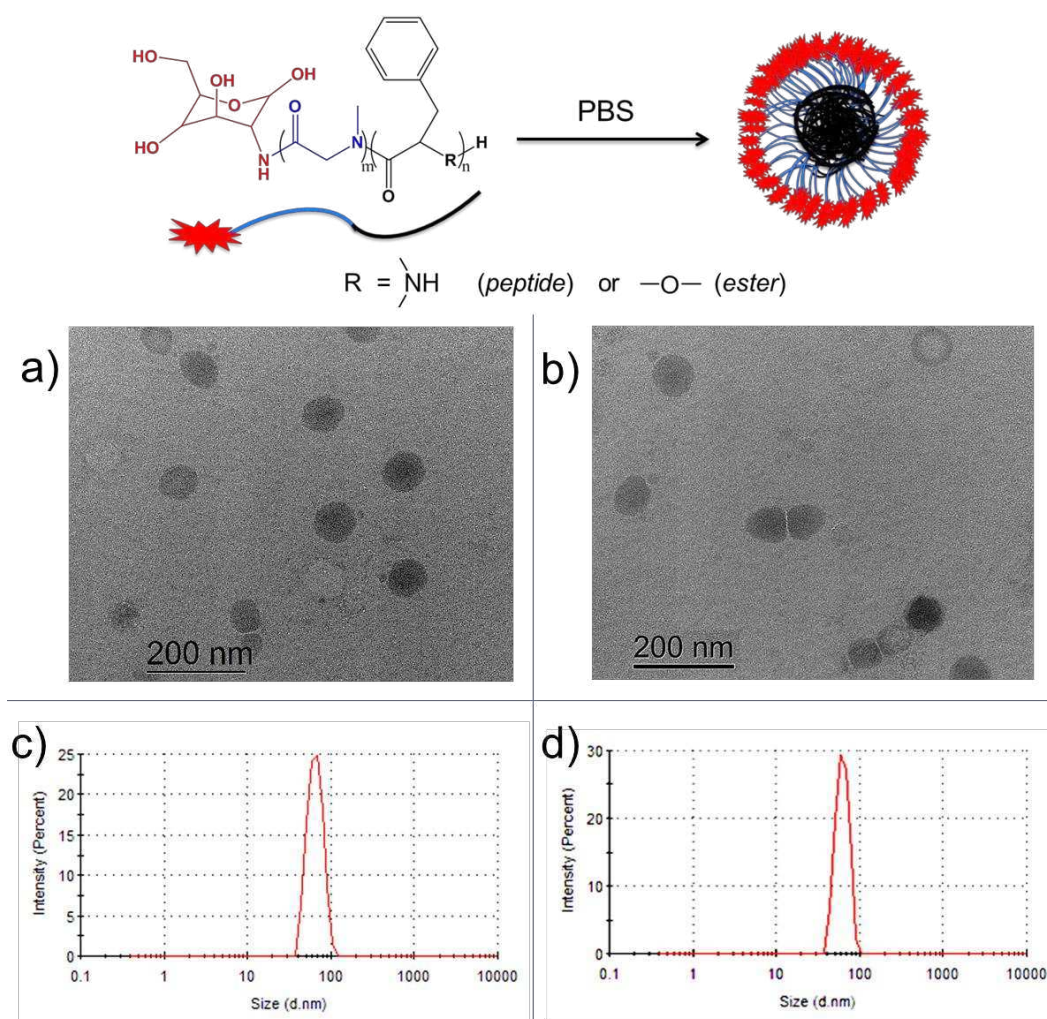 HO
OH
HO
OH
O
O
HO
N
H
N
m
O
R
n
H
PBS
R = NH (peptide) or —O— (ester)
a)
200 nm
b)
200 nm
c)
25
20
15
10
5
0
Intensity (Percent)
0.1 1 10 100 1000 10000
Size (d.nm)
d)
30
20
10
0
Intensity (Percent)
0.1 1 10 100 1000 10000
Size (d.nm)